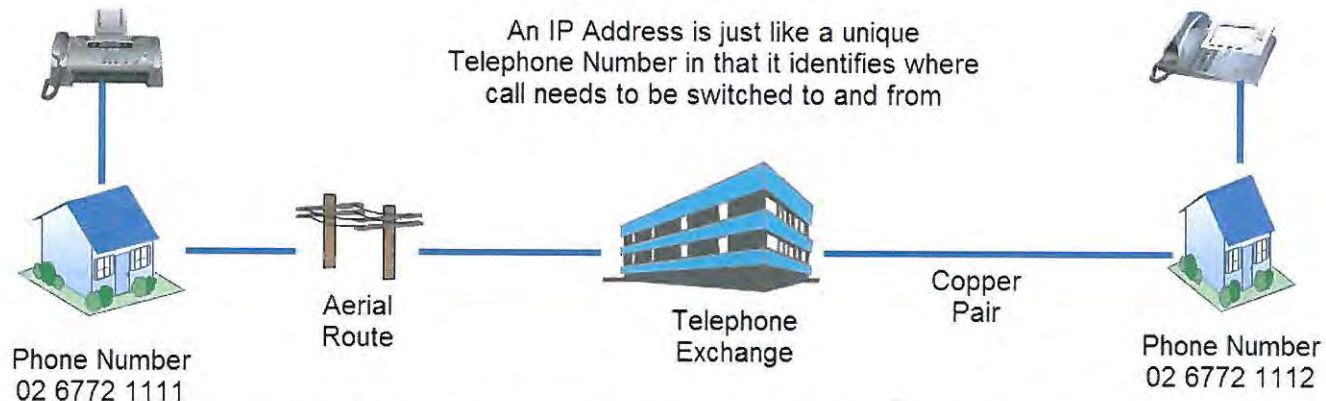 An IP Address is just like a unique
Telephone Number in that it identifies where
call needs to be switched to and from
Aerial
Route
Telephone
Exchange
Copper
Pair
Phone Number
02 6772 1111
Phone Number
02 6772 1112